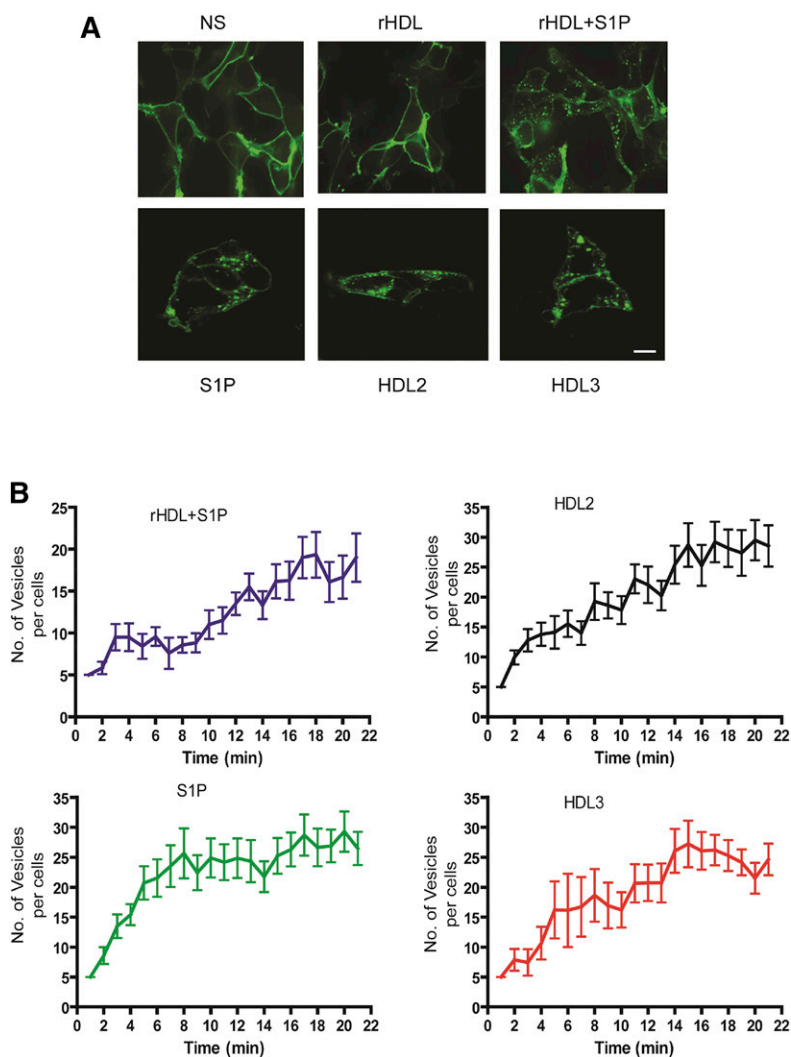 A
NS rHDL rHDL+S1P
S1P HDL2 HDL3
B
rHDL+S1P
No. of Vesicles
per cells
25
20
15
10
5
0
0 2 4 6 8 10 12 14 16 18 20 22
Time (min)
HDL2
No. of Vesicles
per cells
35
30
25
20
15
10
5
0
0 2 4 6 8 10 12 14 16 18 20 22
Time (min)
S1P
No. of Vesicles
per cells
35
30
25
20
15
10
5
0
0 2 4 6 8 10 12 14 16 18 20 22
Time (min)
HDL3
No. of Vesicles
per cells
35
30
25
20
15
10
5
0
0 2 4 6 8 10 12 14 16 18 20 22
Time (min)